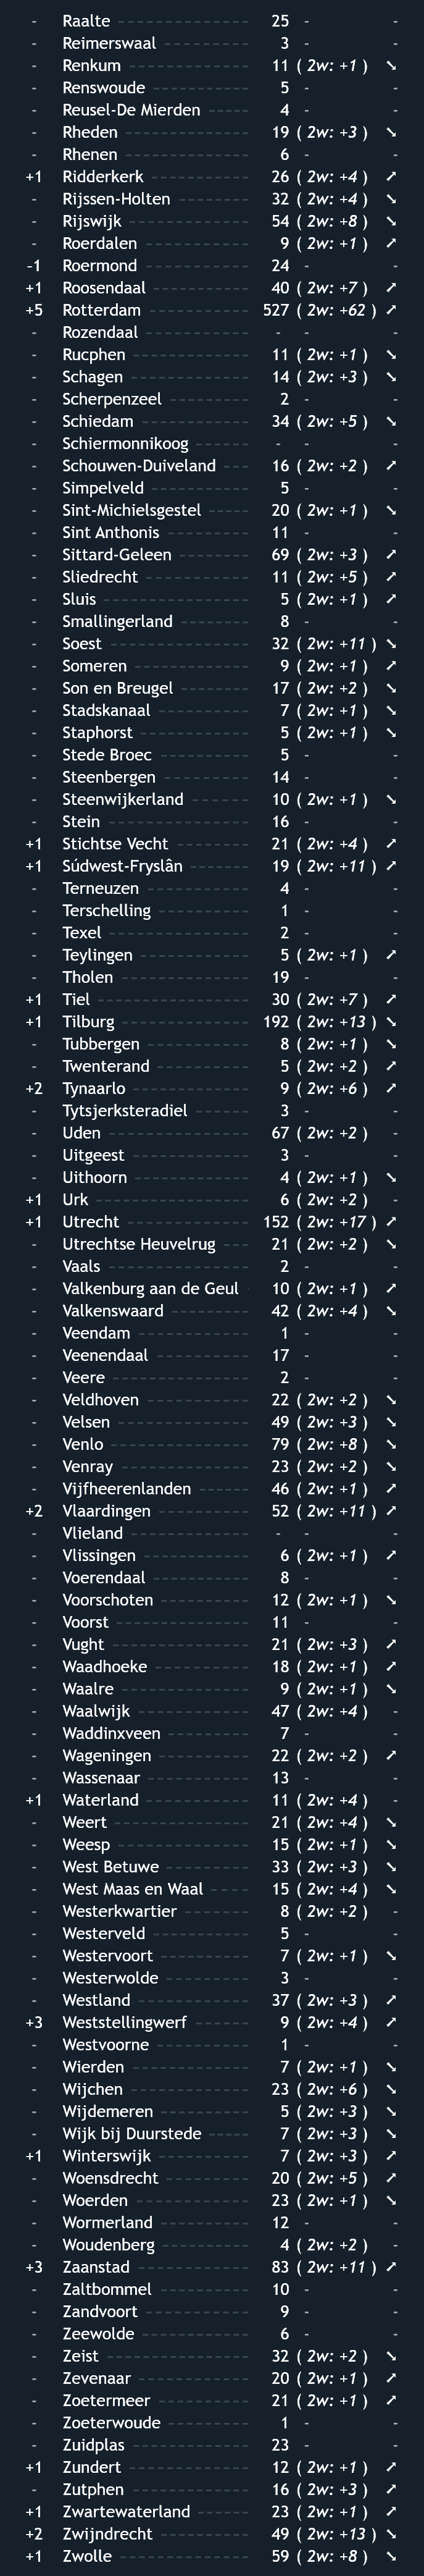 - Raalte 25 - -
- Reimerswaal 3 - -
- Renkum 11 ( 2w: +1 ) ➘
- Renswoude 5 - -
- Reusel-De Mierden 4 - -
- Rheden 19 ( 2w: +3 ) ➘
- Rhenen 6 - -
+1 Ridderkerk 26 ( 2w: +4 ) ➚
- Rijssen-Holten 32 ( 2w: +4 ) ➘
- Rijswijk 54 ( 2w: +8 ) ➘
- Roerdalen 9 ( 2w: +1 ) ➚
-1 Roermond 24 - -
+1 Roosendaal 40 ( 2w: +7 ) ➚
+5 Rotterdam 527 ( 2w: +62 ) ➚
- Rozendaal - - -
- Rucphen 11 ( 2w: +1 ) ➘
- Schagen 14 ( 2w: +3 ) ➘
- Scherpenzeel 2 - -
- Schiedam 34 ( 2w: +5 ) ➘
- Schiermonnikoog - - -
- Schouwen-Duiveland 16 ( 2w: +2 ) ➚
- Simpelveld 5 - -
- Sint-Michielsgestel 20 ( 2w: +1 ) ➘
- Sint Anthonis 11 - -
- Sittard-Geleen 69 ( 2w: +3 ) ➚
- Sliedrecht 11 ( 2w: +5 ) ➚
- Sluis 5 ( 2w: +1 ) ➚
- Smallingerland 8 - -
- Soest 32 ( 2w: +11 ) ➘
- Someren 9 ( 2w: +1 ) ➚
- Son en Breugel 17 ( 2w: +2 ) ➘
- Stadskanaal 7 ( 2w: +1 ) ➘
- Staphorst 5 ( 2w: +1 ) ➘
- Stede Broec 5 - -
- Steenbergen 14 - -
- Steenwijkerland 10 ( 2w: +1 ) ➘
- Stein 16 - -
+1 Stichtse Vecht 21 ( 2w: +4 ) ➚
+1 Súdwest-Fryslân 19 ( 2w: +11 ) ➚
- Terneuzen 4 - -
- Terschelling 1 - -
- Texel 2 - -
- Teylingen 5 ( 2w: +1 ) ➚
- Tholen 19 - -
+1 Tiel 30 ( 2w: +7 ) ➚
+1 Tilburg 192 ( 2w: +13 ) ➘
- Tubbergen 8 ( 2w: +1 ) ➘
- Twenterand 5 ( 2w: +2 ) ➚
+2 Tynaarlo 9 ( 2w: +6 ) ➚
- Tytsjerksteradiel 3 - -
- Uden 67 ( 2w: +2 ) -
- Uitgeest 3 - -
- Uithoorn 4 ( 2w: +1 ) ➘
+1 Urk 6 ( 2w: +2 ) -
+1 Utrecht 152 ( 2w: +17 ) ➚
- Utrechtse Heuvelrug 21 ( 2w: +2 ) ➘
- Vaals 2 - -
- Valkenburg aan de Geul 10 ( 2w: +1 ) ➚
- Valkenswaard 42 ( 2w: +4 ) ➘
- Veendam 1 - -
- Veenendaal 17 - -
- Veere 2 - -
- Veldhoven 22 ( 2w: +2 ) ➘
- Velsen 49 ( 2w: +3 ) ➘
- Venlo 79 ( 2w: +8 ) ➘
- Venray 23 ( 2w: +2 ) ➘
- Vijfheerenlanden 46 ( 2w: +1 ) ➚
+2 Vlaardingen 52 ( 2w: +11 ) ➚
- Vlieland - - -
- Vlissingen 6 ( 2w: +1 ) ➚
- Voerendaal 8 - -
- Voorschoten 12 ( 2w: +1 ) ➘
- Voorst 11 - -
- Vught 21 ( 2w: +3 ) ➚
- Waadhoeke 18 ( 2w: +1 ) ➚
- Waalre 9 ( 2w: +1 ) ➘
- Waalwijk 47 ( 2w: +4 ) -
- Waddinxveen 7 - -
- Wageningen 22 ( 2w: +2 ) ➚
- Wassenaar 13 - -
+1 Waterland 11 ( 2w: +4 ) -
- Weert 21 ( 2w: +4 ) ➘
- Weesp 15 ( 2w: +1 ) ➘
- West Betuwe 33 ( 2w: +3 ) ➘
- West Maas en Waal 15 ( 2w: +4 ) ➘
- Westerkwartier 8 ( 2w: +2 ) -
- Westerveld 5 - -
- Westervoort 7 ( 2w: +1 ) ➘
- Westerwolde 3 - -
- Westland 37 ( 2w: +3 ) ➚
+3 Weststellingwerf 9 ( 2w: +4 ) ➚
- Westvoorne 1 - -
- Wierden 7 ( 2w: +1 ) ➘
- Wijchen 23 ( 2w: +6 ) ➘
- Wijdemeren 5 ( 2w: +3 ) ➘
- Wijk bij Duurstede 7 ( 2w: +3 ) ➘
+1 Winterswijk 7 ( 2w: +3 ) ➚
- Woensdrecht 20 ( 2w: +5 ) ➚
- Woerden 23 ( 2w: +1 ) ➘
- Wormerland 12 - -
- Woudenberg 4 ( 2w: +2 ) -
+3 Zaanstad 83 ( 2w: +11 ) ➚
- Zaltbommel 10 - -
- Zandvoort 9 - -
- Zeewolde 6 - -
- Zeist 32 ( 2w: +2 ) ➘
- Zevenaar 20 ( 2w: +1 ) ➚
- Zoetermeer 21 ( 2w: +1 ) ➚
- Zoeterwoude 1 - -
- Zuidplas 23 - -
+1 Zundert 12 ( 2w: +1 ) ➚
- Zutphen 16 ( 2w: +3 ) ➚
+1 Zwartewaterland 23 ( 2w: +1 ) ➚
+2 Zwijndrecht 49 ( 2w: +13 ) ➘
+1 Zwolle 59 ( 2w: +8 ) ➘